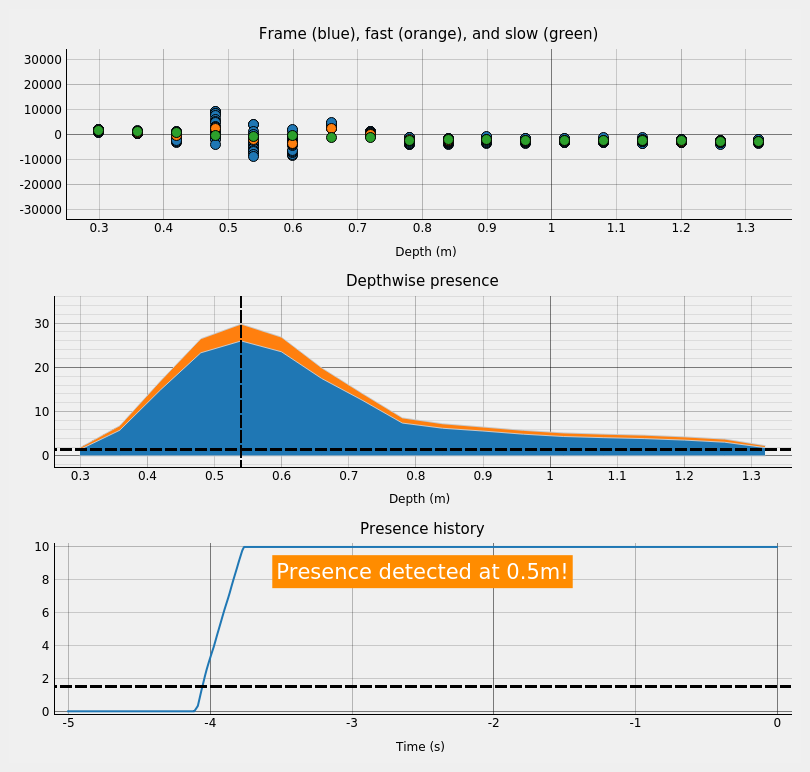 Frame (blue), fast (orange), and slow (green)
30000
20000
10000
0
-10000
-20000
-30000
0.3 0.4 0.5 0.6 0.7 0.8 0.9 1 1.1 1.2 1.3
Depth (m)
Depthwise presence
30
20
10
0
0.3 0.4 0.5 0.6 0.7 0.8 0.9 1 1.1 1.2 1.3
Depth (m)
Presence history
10
Presence detected at 0.5m!
8
6
4
2
0
-5 -4 -3 -2 -1 0
Time (s)